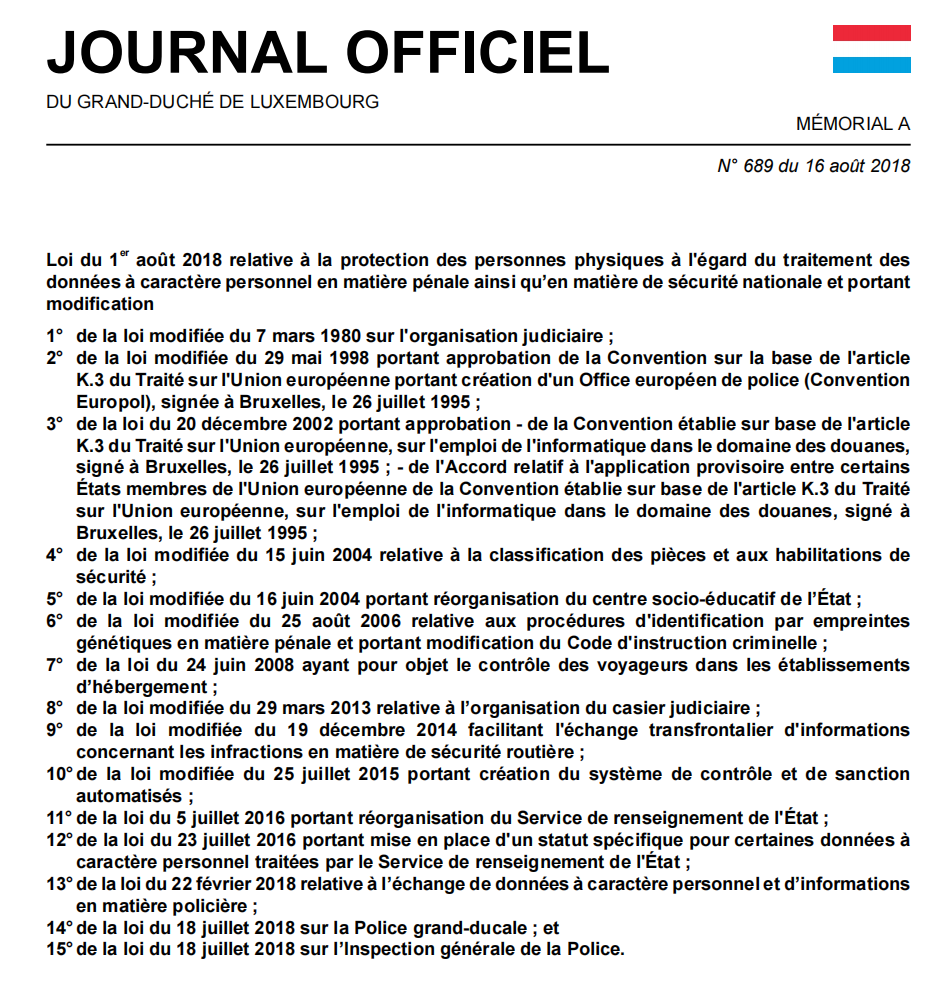 JOURNAL OFFICIEL
DU GRAND-DUCHÉ DE LUXEMBOURG
MÉMORIAL A
N° 689 du 16 août 2018
Loi du 1er août 2018 relative à la protection des personnes physiques à l'égard du traitement des
données à caractère personnel en matière pénale ainsi qu’en matière de sécurité nationale et portant
modification
1° de la loi modifiée du 7 mars 1980 sur l'organisation judiciaire ;
2° de la loi modifiée du 29 mai 1998 portant approbation de la Convention sur la base de l'article
K.3 du Traité sur l'Union européenne portant création d'un Office européen de police (Convention
Europol), signée à Bruxelles, le 26 juillet 1995 ;
3° de la loi du 20 décembre 2002 portant approbation - de la Convention établie sur base de l'article
K.3 du Traité sur l'Union européenne, sur l'emploi de l'informatique dans le domaine des douanes,
signé à Bruxelles, le 26 juillet 1995 ; - de l'Accord relatif à l'application provisoire entre certains
États membres de l'Union européenne de la Convention établie sur base de l'article K.3 du Traité
sur l'Union européenne, sur l'emploi de l'informatique dans le domaine des douanes, signé à
Bruxelles, le 26 juillet 1995 ;
4° de la loi modifiée du 15 juin 2004 relative à la classification des pièces et aux habilitations de
sécurité ;
5° de la loi modifiée du 16 juin 2004 portant réorganisation du centre socio-éducatif de l’État ;
6° de la loi modifiée du 25 août 2006 relative aux procédures d'identification par empreintes
génétiques en matière pénale et portant modification du Code d'instruction criminelle ;
7° de la loi du 24 juin 2008 ayant pour objet le contrôle des voyageurs dans les établissements
d’hébergement ;
8° de la loi modifiée du 29 mars 2013 relative à l’organisation du casier judiciaire ;
9° de la loi modifiée du 19 décembre 2014 facilitant l'échange transfrontalier d'informations
concernant les infractions en matière de sécurité routière ;
10° de la loi modifiée du 25 juillet 2015 portant création du système de contrôle et de sanction
automatisés ;
11° de la loi du 5 juillet 2016 portant réorganisation du Service de renseignement de l'État ;
12° de la loi du 23 juillet 2016 portant mise en place d'un statut spécifique pour certaines données à
caractère personnel traitées par le Service de renseignement de l'État ;
13° de la loi du 22 février 2018 relative à l’échange de données à caractère personnel et d’informations
en matière policière ;
14° de la loi du 18 juillet 2018 sur la Police grand-ducale ; et
15° de la loi du 18 juillet 2018 sur l’Inspection générale de la Police.